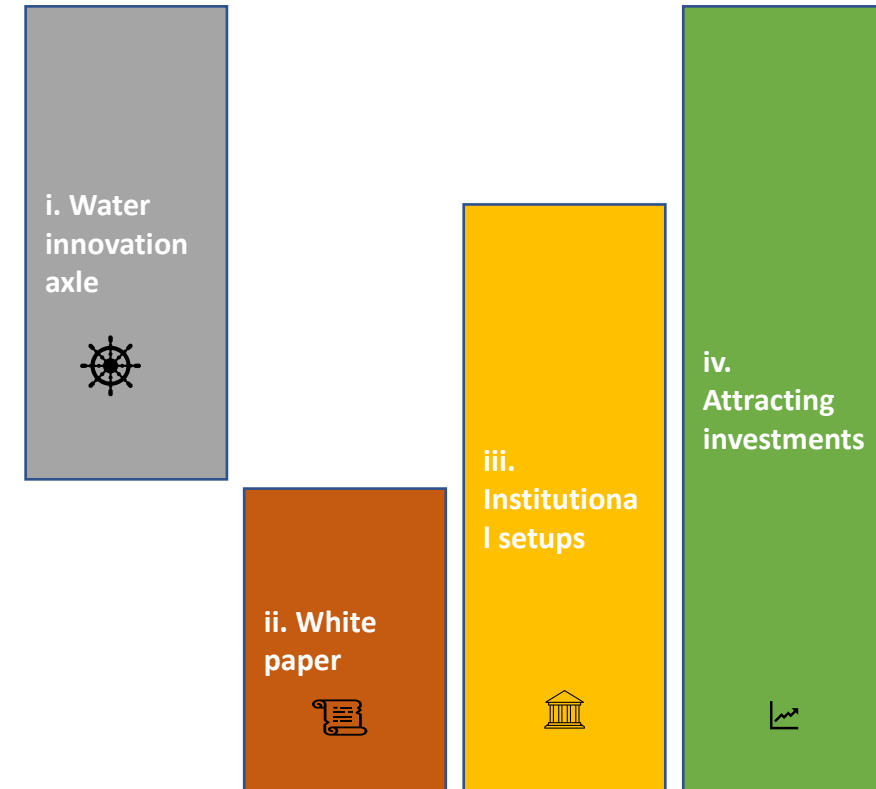 i. Water
innovation
axle
ii. White
paper
iii.
Institutiona
l setups
iv.
Attracting
investments